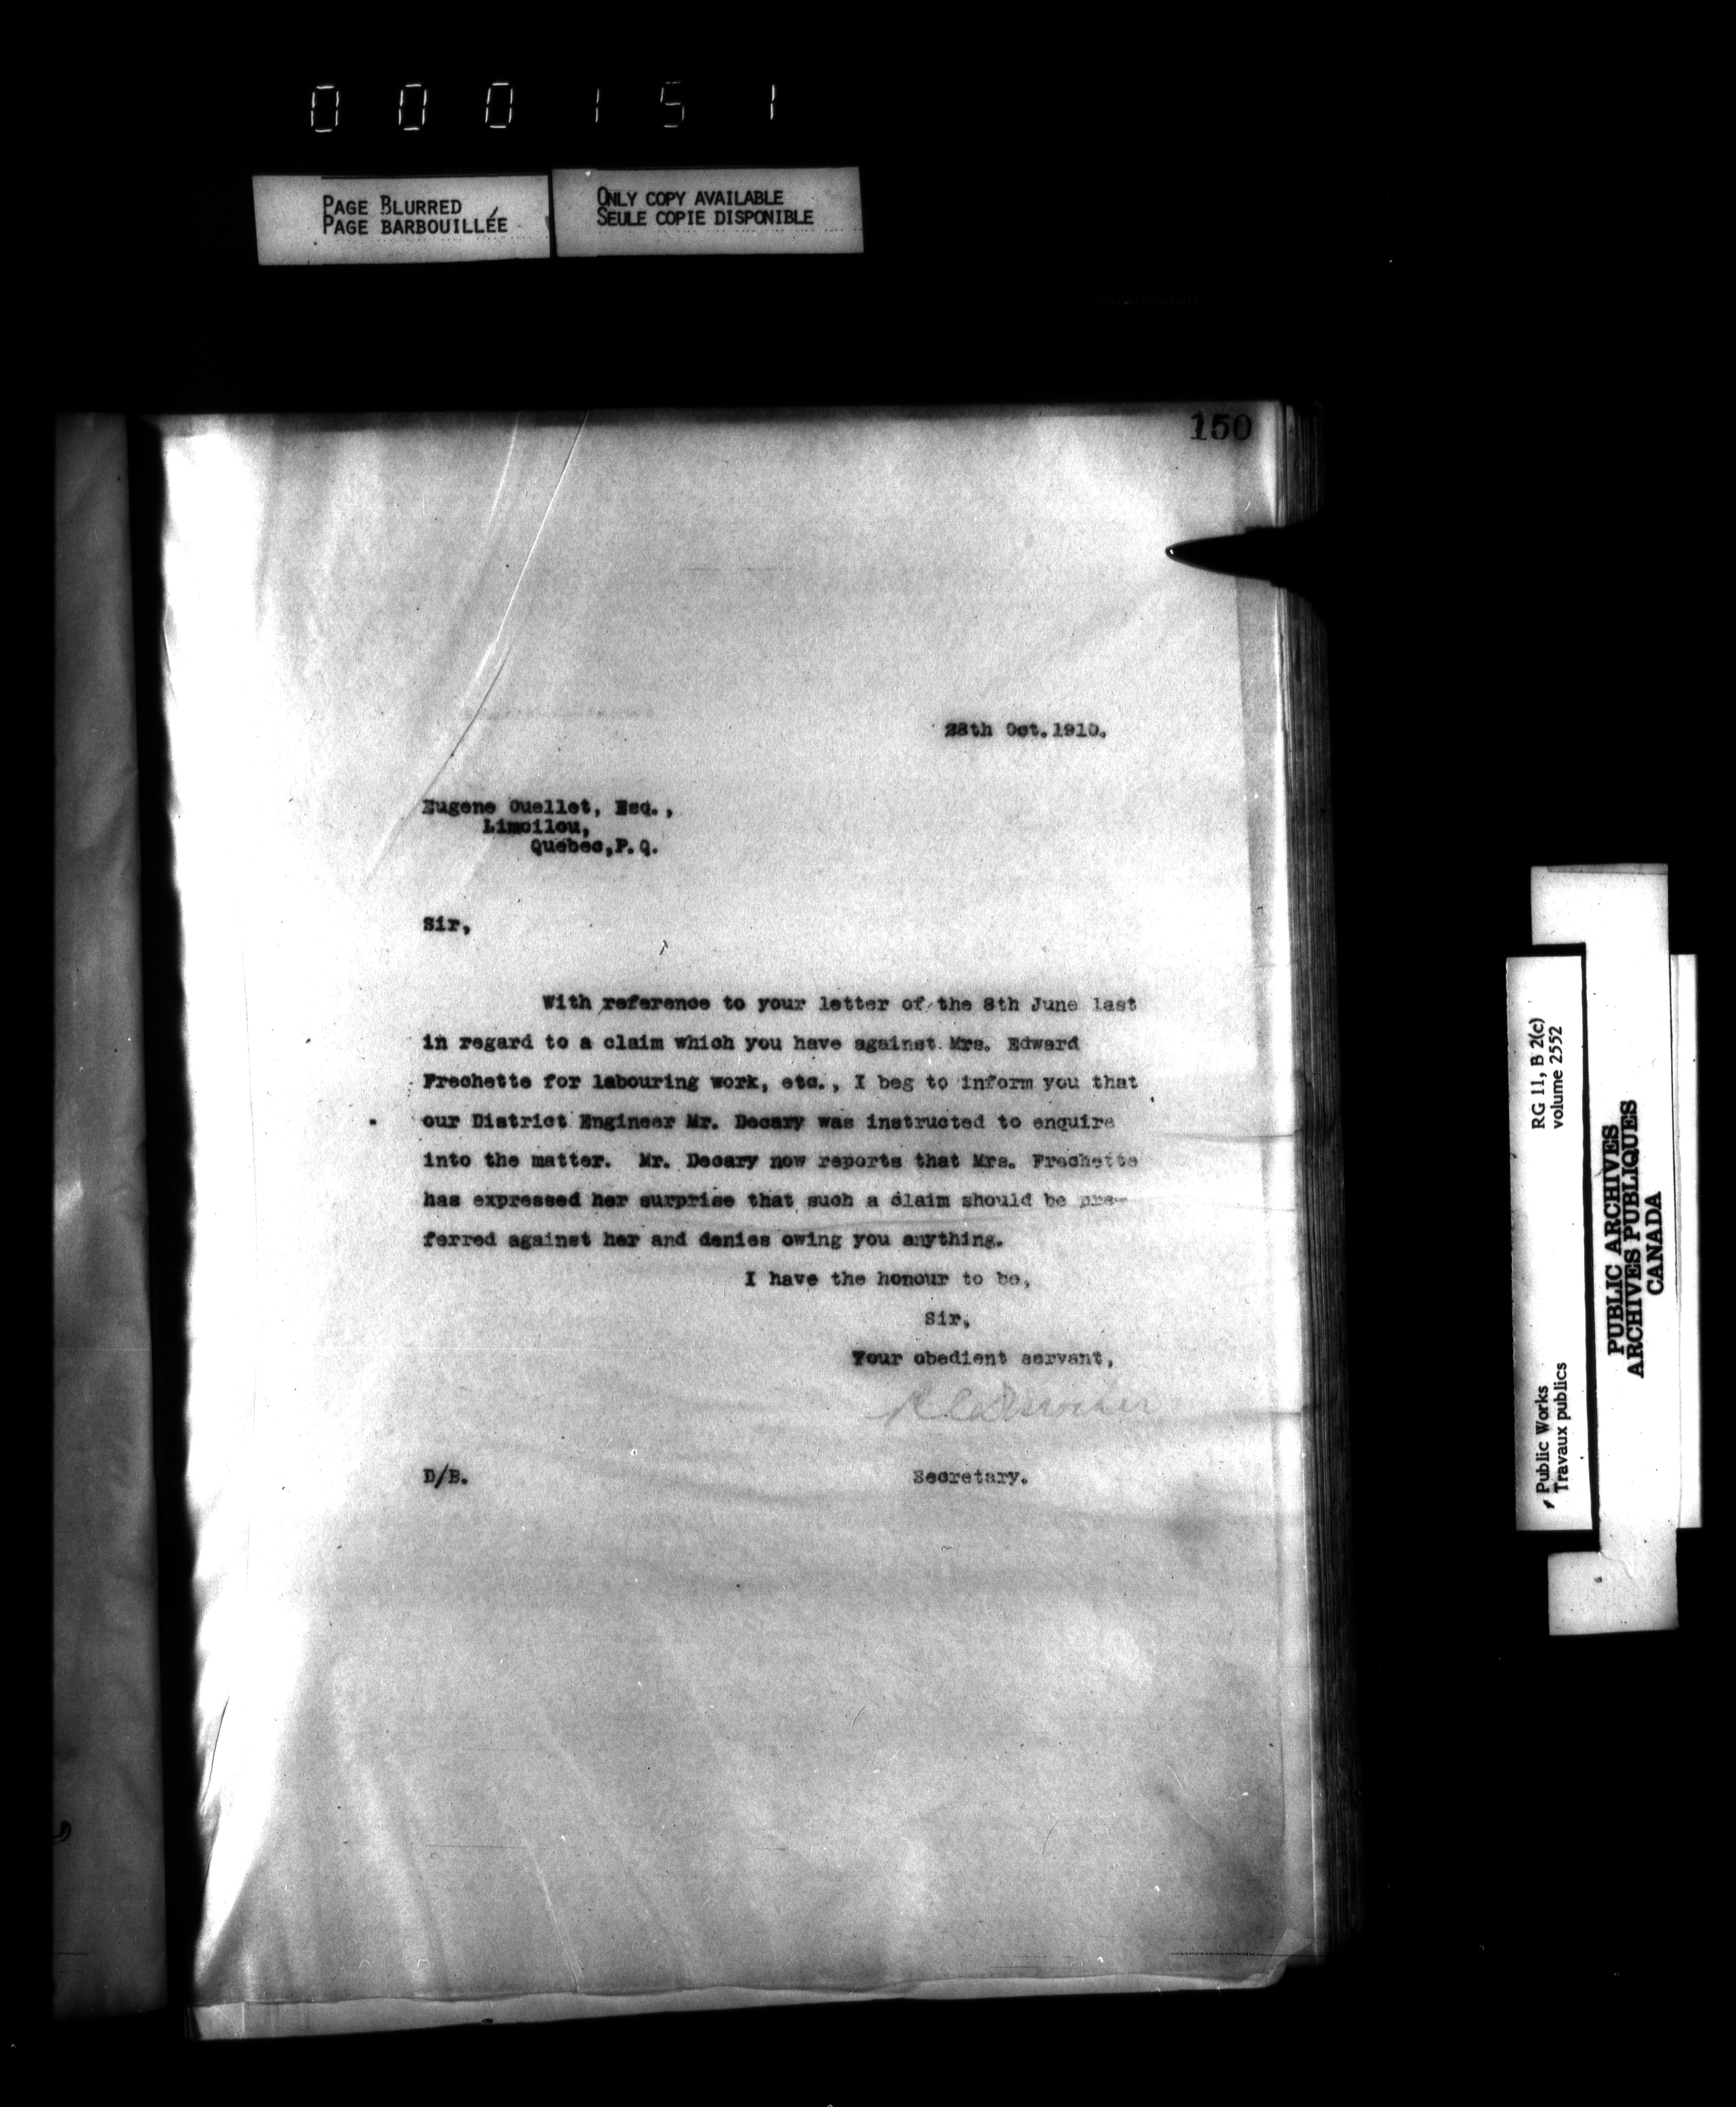 000151
PAGE BLURRED
PAGE BARBOUILLÉE
ONLY COPY AVAILABLE
SEULE COPIE DISPONIBLE
150
28th Oct. 1910.
Eugene Ouellet, Esq.,
Limoilou,
Quebec, P.Q.
Sir,
With reference to your letter of the 8th June last
in regard to a claim which you have against Mrs. Edward
Frechette for labouring work, etc., I beg to inform you that
our District Engineer Mr. Decary was instructed to enquire
into the matter. Mr. Decary now reports that Mrs. Frechette
has expressed her surprise that such a claim should be pre-
ferred against her and denies owing you anything.
I have the honour to be,
Sir,
Your obedient servant,
D/B.
Secretary.
RG 11, B 2(c)
volume 2552
Public Works
Travaux publics
PUBLIC ARCHIVES
ARCHIVES PUBLIQUES
CANADA